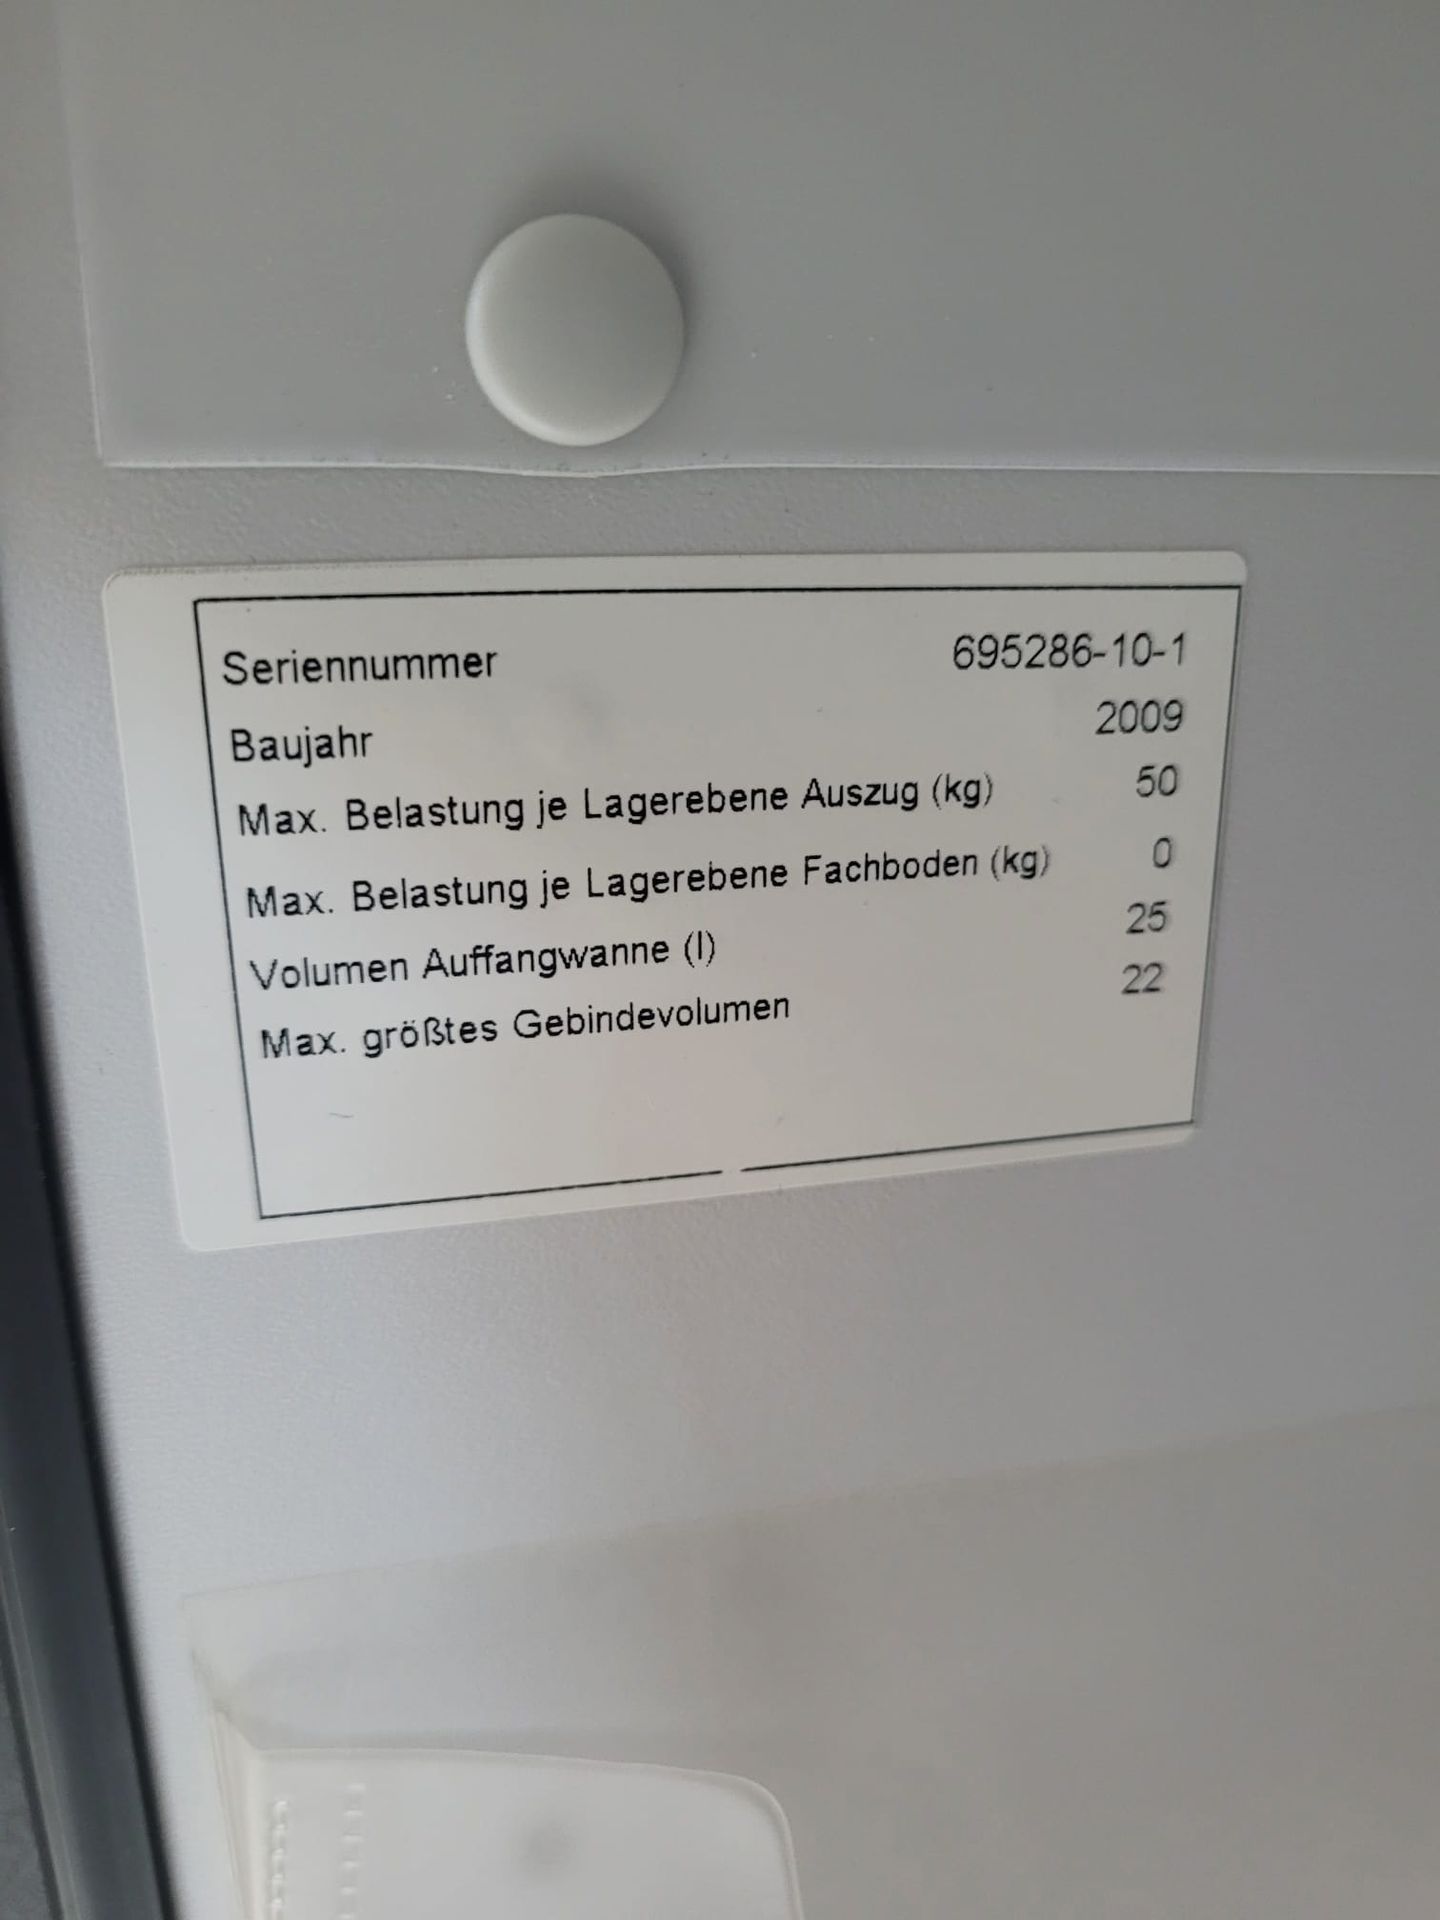 Seriennummer 695286-10-1
Baujahr 2009
Max. Belastung je Lagerebene Auszug (kg) 50
Max. Belastung je Lagerebene Fachboden (kg) 0
Volumen Auffangwanne (l) 25
Max. größtes Gebindevolumen 22